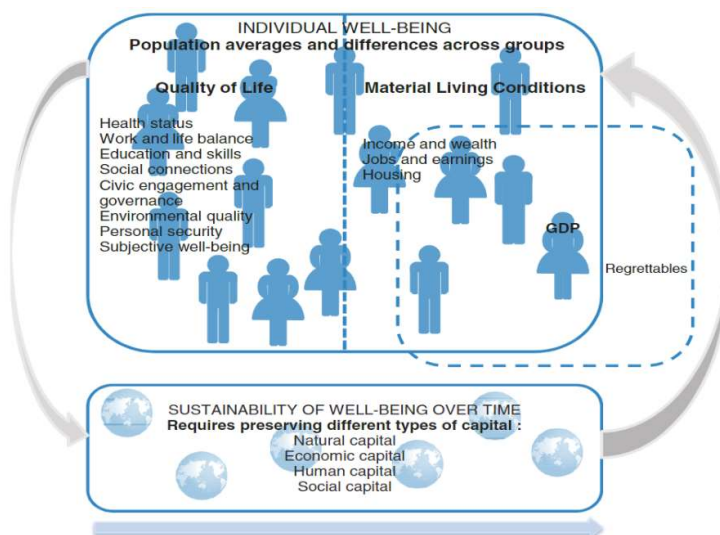 INDIVIDUAL WELL-BEING
Population averages and differences across groups
Quality of Life
Health status
Work and life balance
Education and skills
Social connections
Civic engagement and
governance
Environmental quality
Personal security
Subjective well-being
Material Living Conditions
Income and wealth
Jobs and earnings
Housing
GDP
Regrettables
SUSTAINABILITY OF WELL-BEING OVER TIME
Requires preserving different types of capital :
Natural capital
Economic capital
Human capital
Social capital